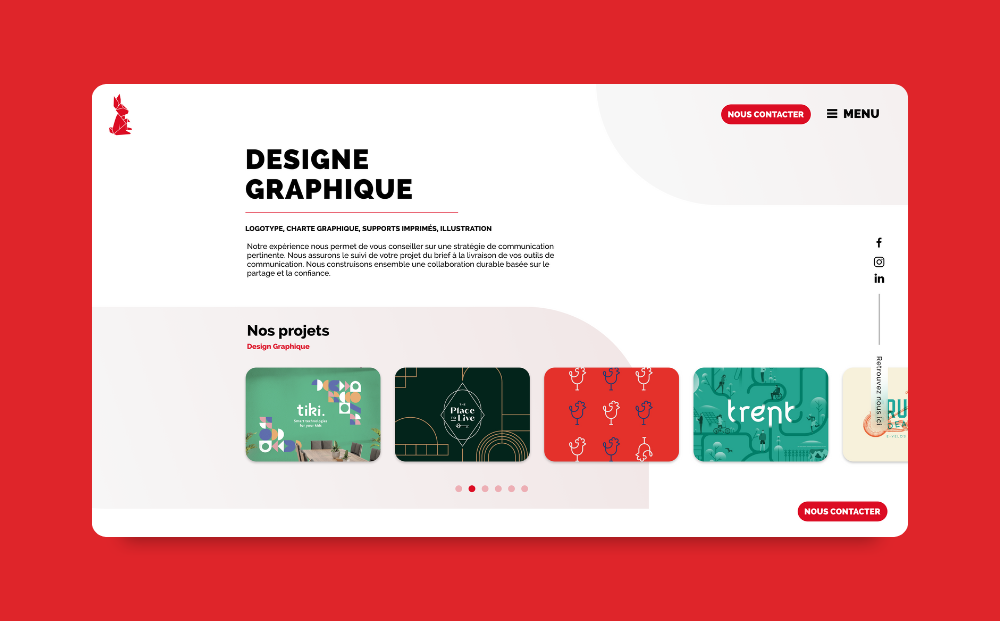 NOUS CONTACTER
MENU
DESIGNE
GRAPHIQUE
LOGOTYPE, CHARTE GRAPHIQUE, SUPPORTS IMPRIMÉS, ILLUSTRATION
Notre expérience nous permet de vous conseiller sur une stratégie de communication
pertinente. Nous assurons le suivi de votre projet du brief à la livraison de vos outils de
communication. Nous construisons ensemble une collaboration durable basée sur le
partage et la confiance.
f
in
Retrouvez nous ici
Nos projets
Design Graphique
tiki.
THE
Place
TO
Live
trent
NOUS CONTACTER